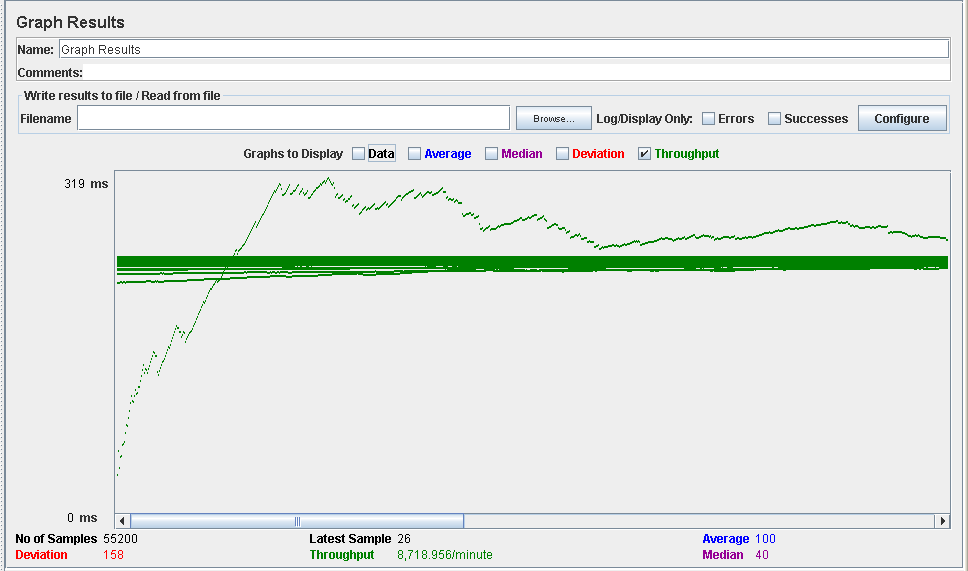 Graph Results
Name: Graph Results
Comments:
Write results to file / Read from file
Filename Browse... Log/Display Only: Errors Successes Configure
Graphs to Display Data Average Median Deviation Throughput
319 ms
0 ms
No of Samples 55200 Latest Sample 26 Average 100
Deviation 158 Throughput 8,718.956/minute Median 40